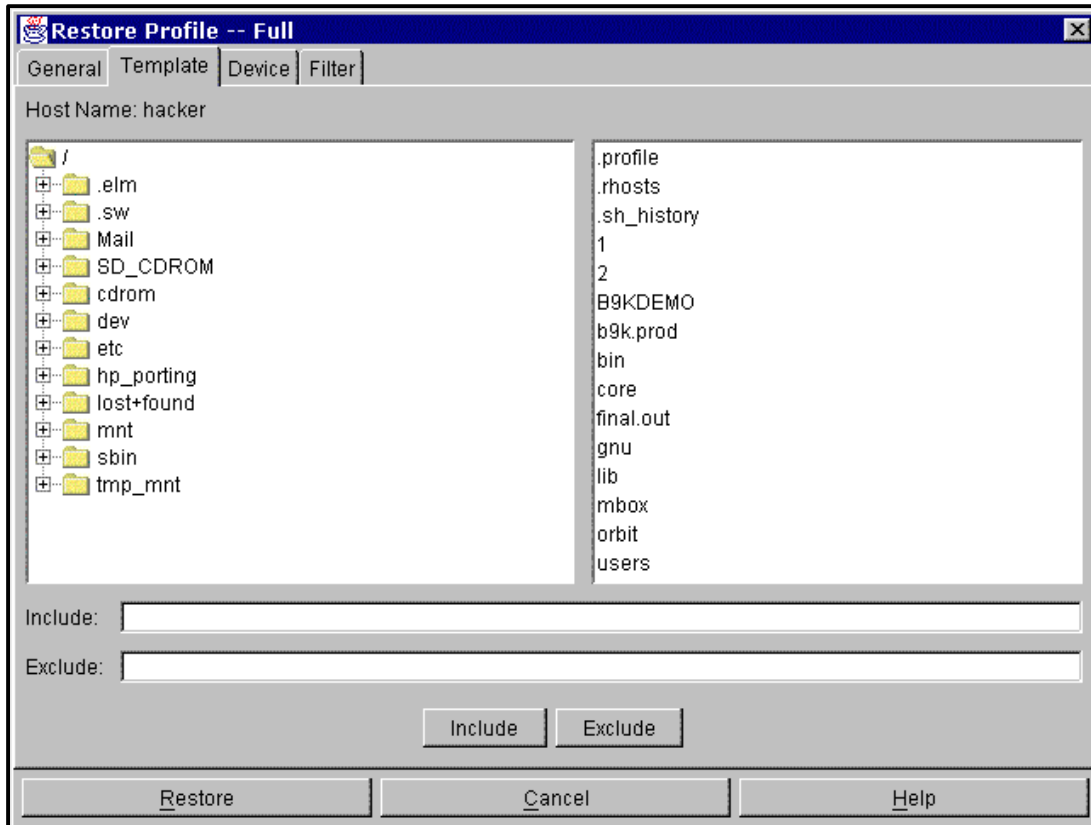 Restore Profile -- Full
General Template Device Filter
Host Name: hacker
/
.elm
.sw
Mail
SD_CDROM
cdrom
dev
etc
hp_porting
lost+found
mnt
sbin
tmp_mnt
.profile
.rhosts
.sh_history
1
2
B9KDEMO
b9k.prod
bin
core
final.out
gnu
lib
mbox
orbit
users
Include:
Exclude:
Include Exclude
Restore Cancel Help